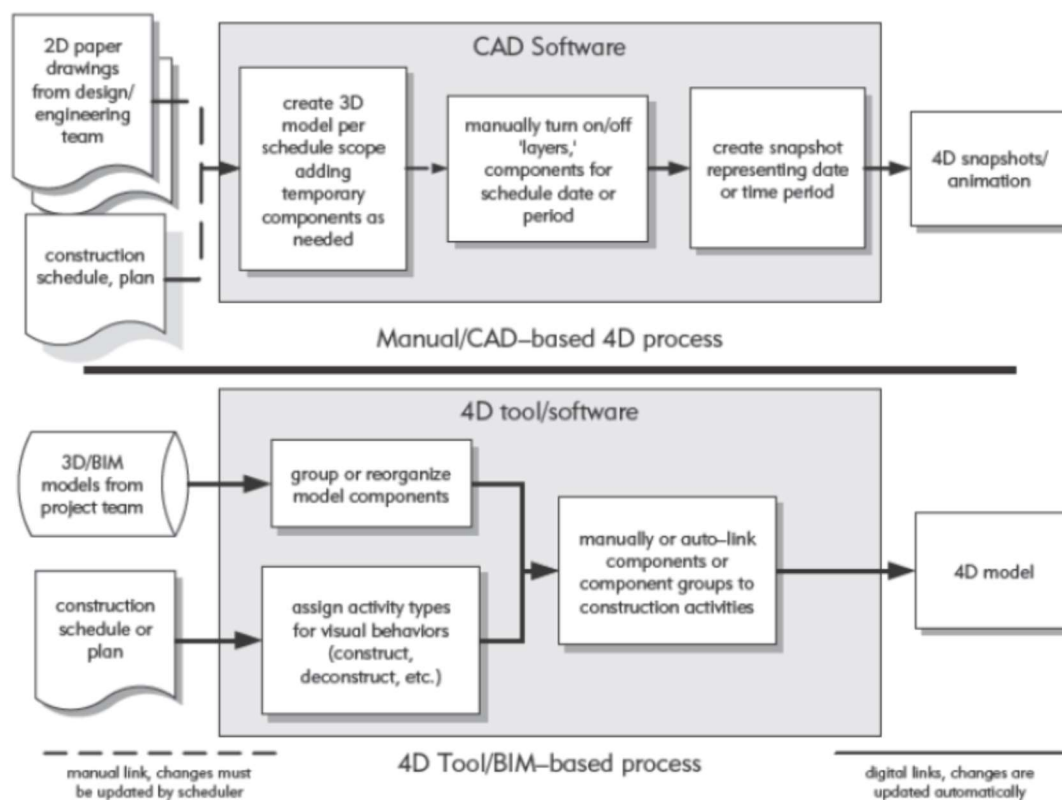 2D paper
drawings
from design/
engineering
team
construction
schedule, plan
CAD Software
create 3D
model per
schedule scope
adding
temporary
components as
needed
manually turn on/off
'layers,'
components for
schedule date or
period
create snapshot
representing date
or time period
4D snapshots/
animation
Manual/CAD–based 4D process
4D tool/software
3D/BIM
models from
project team
group or reorganize
model components
construction
schedule or
plan
assign activity types
for visual behaviors
(construct,
deconstruct, etc.)
manually or auto–link
components or
component groups to
construction activities
4D model
manual link, changes must
be updated by scheduler
4D Tool/BIM–based process
digital links, changes are
updated automatically